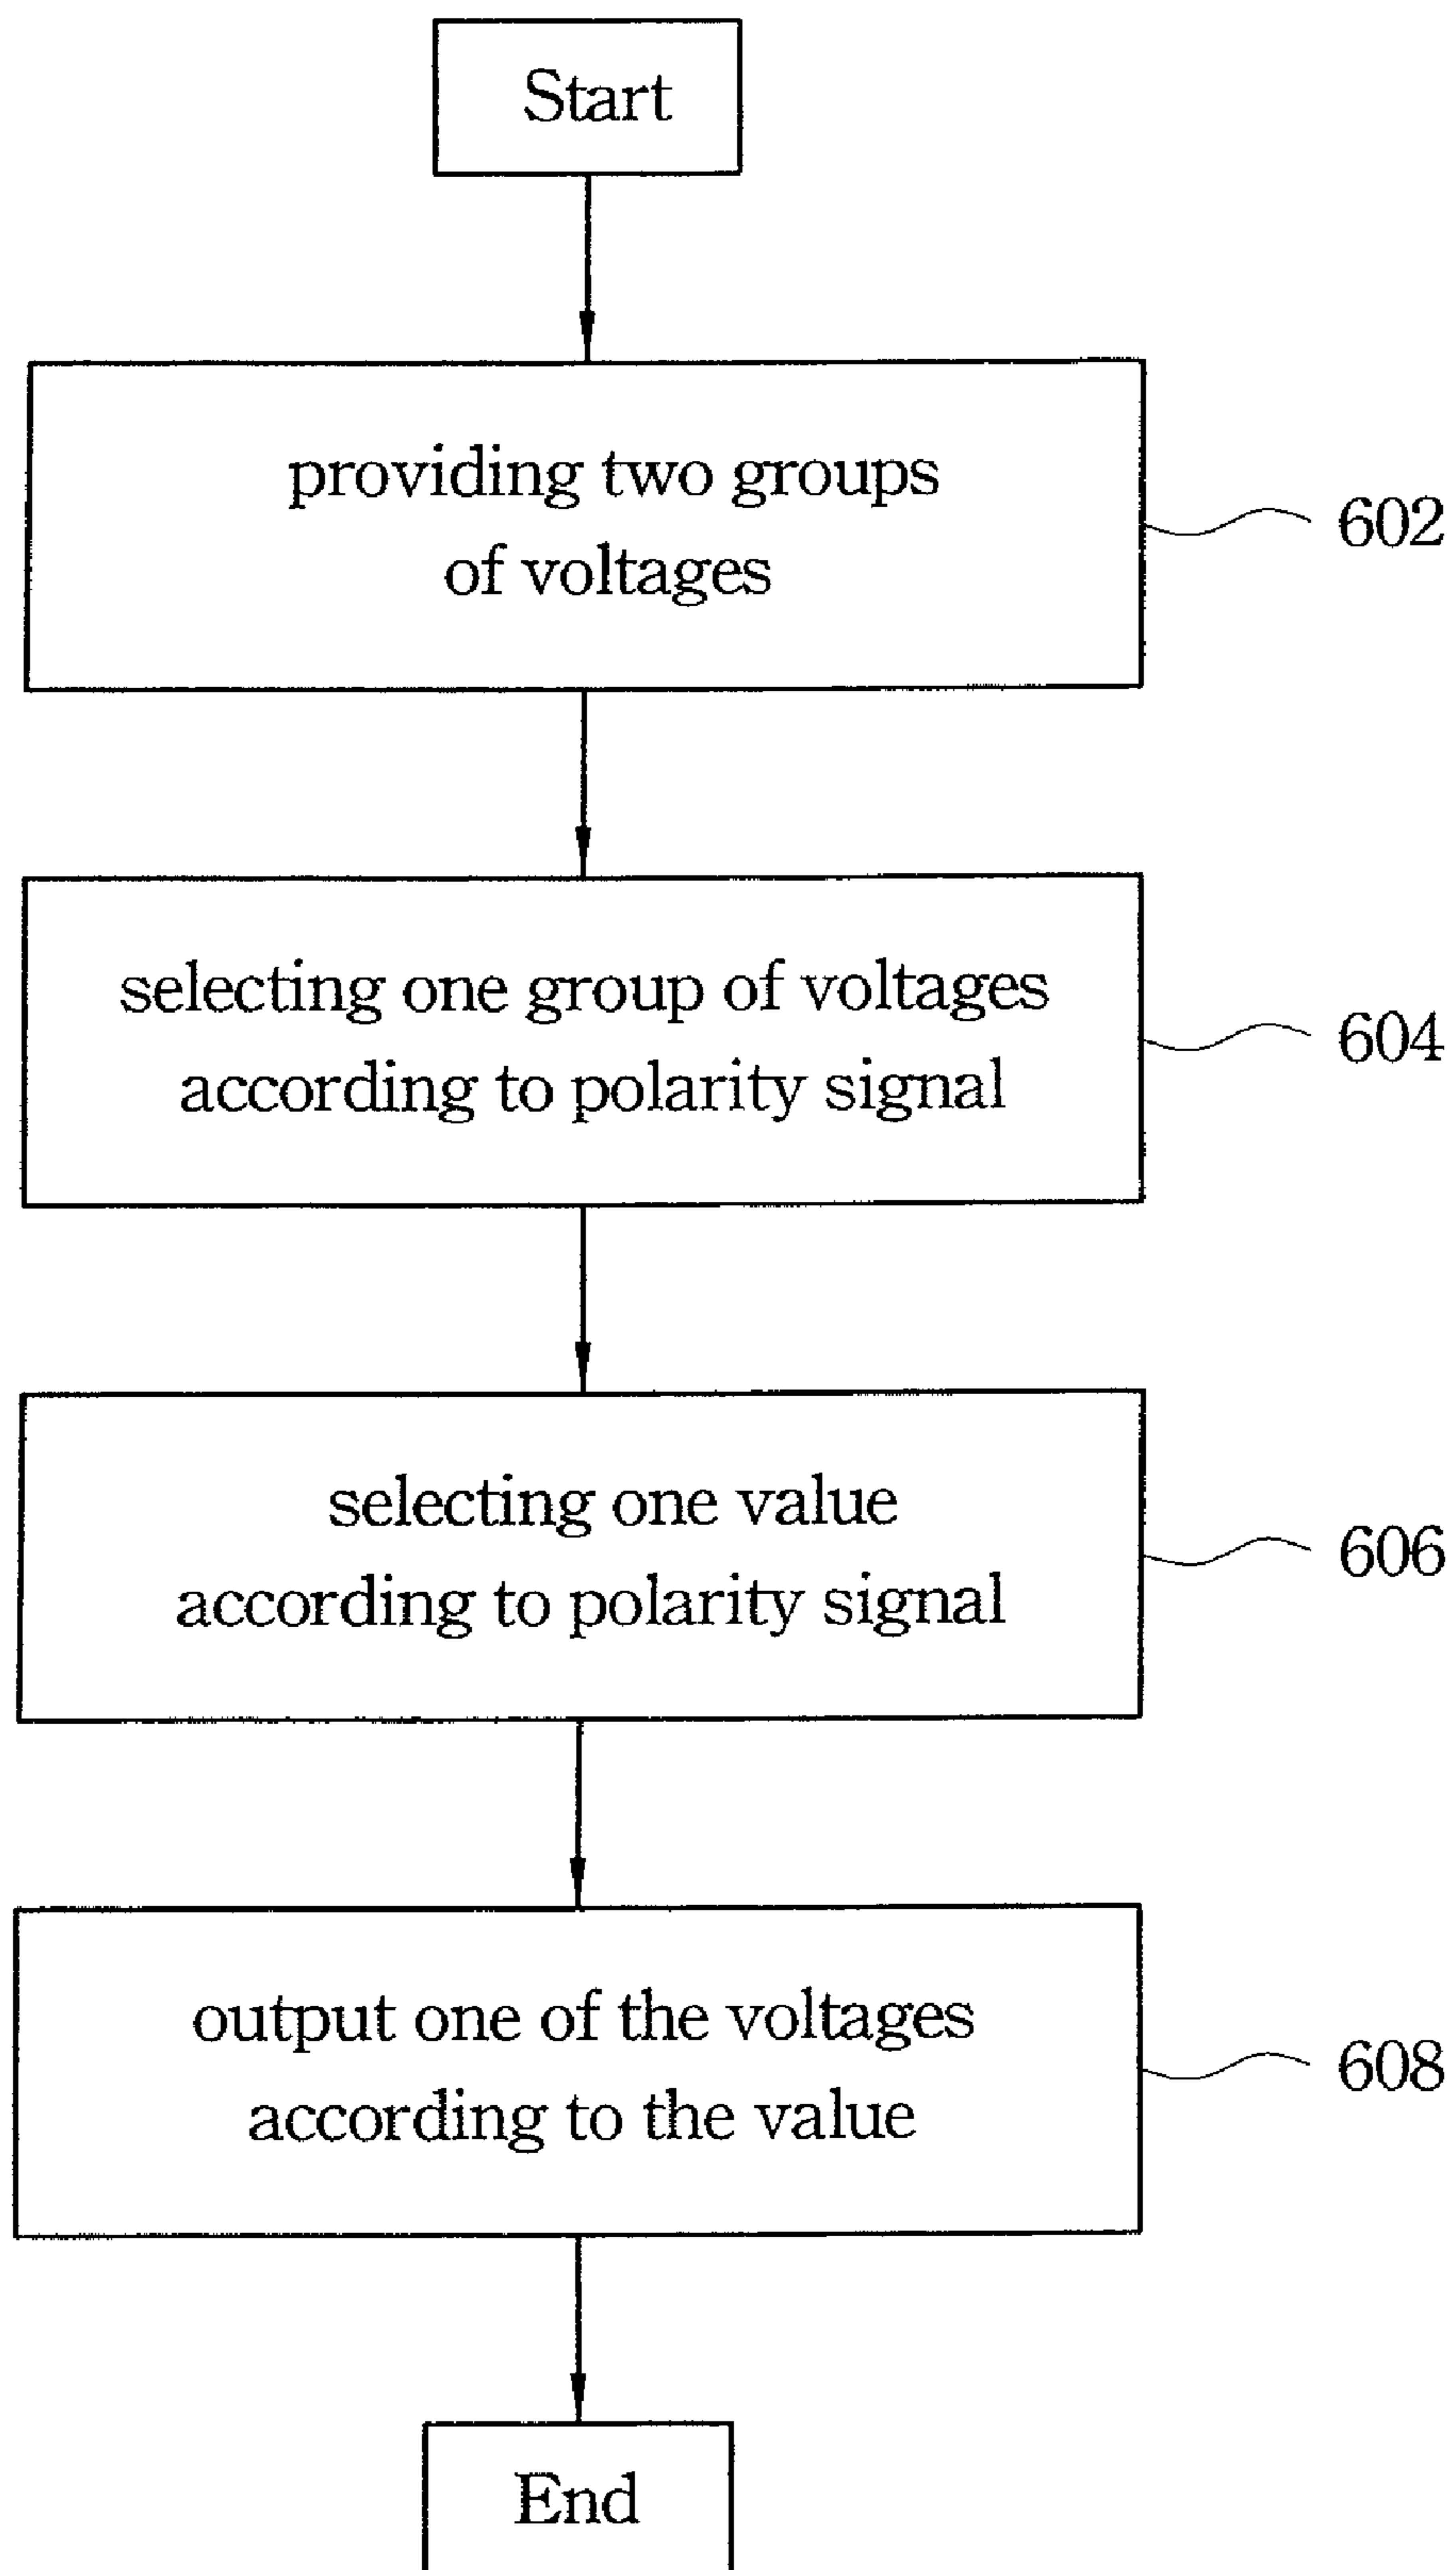 Start
providing two groups
of voltages
602
selecting one group of voltages
according to polarity signal
604
selecting one value
according to polarity signal
606
output one of the voltages
according to the value
608
End